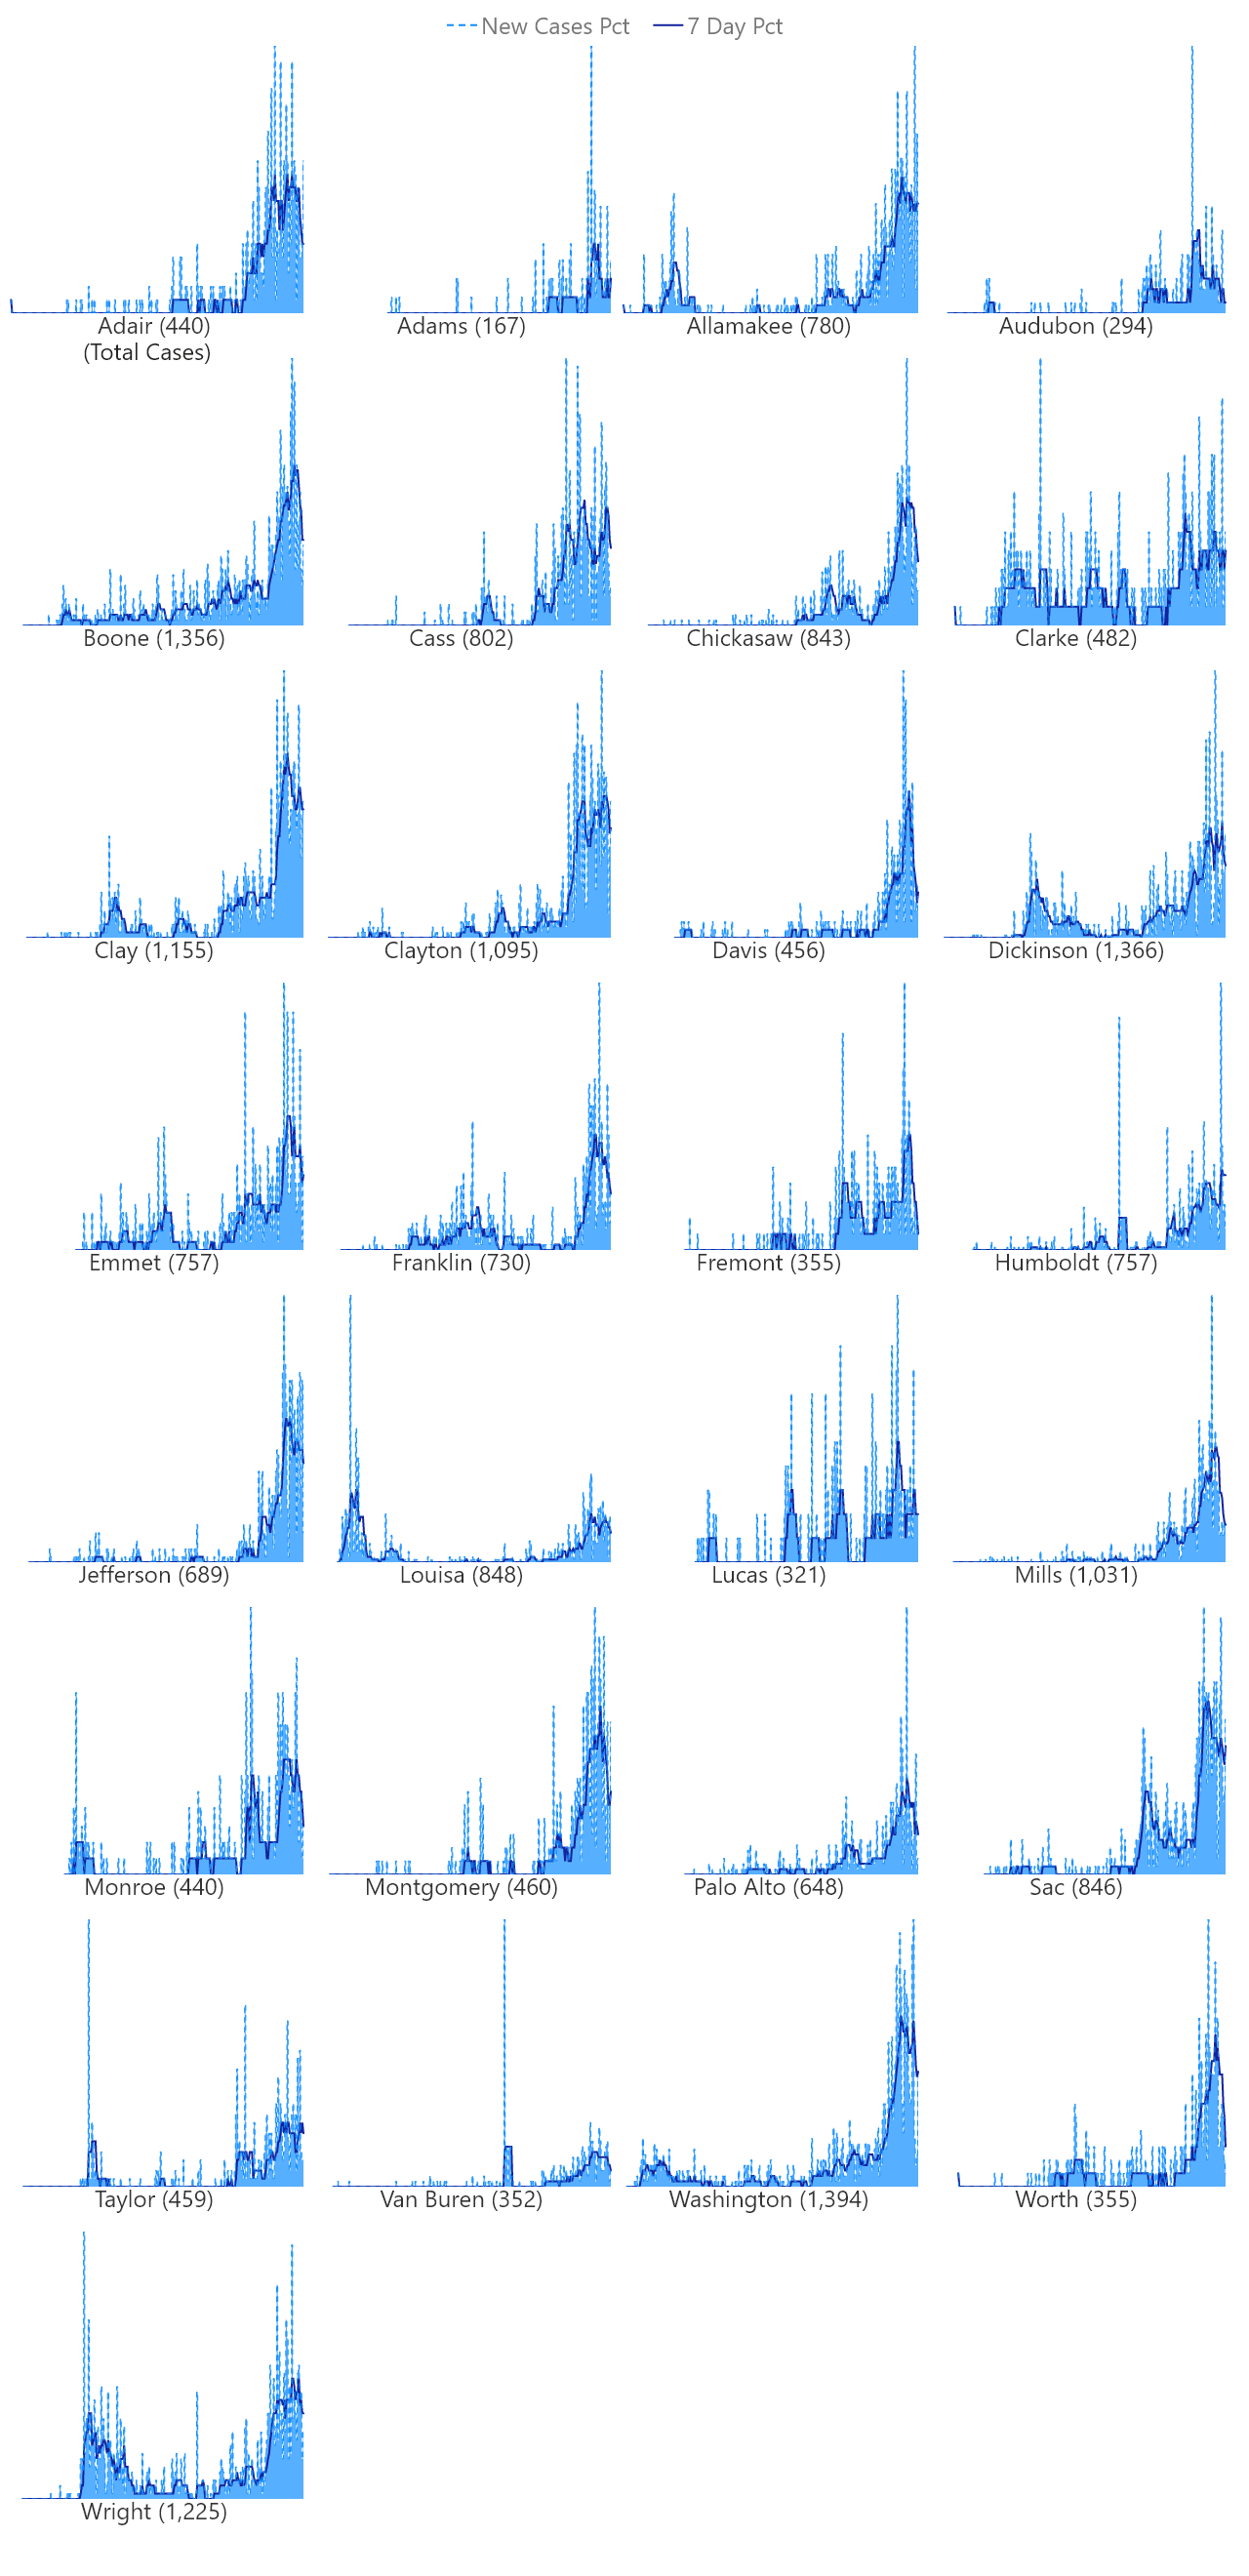 New Cases Pct 7 Day Pct
Adair (440) Adams (167) Allamakee (780) Audubon (294)
(Total Cases)
Boone (1,356) Cass (802) Chickasaw (843) Clarke (482)
Clay (1,155) Clayton (1,095) Davis (456) Dickinson (1,366)
Emmet (757) Franklin (730) Fremont (355) Humboldt (757)
Jefferson (689) Louisa (848) Lucas (321) Mills (1,031)
Monroe (440) Montgomery (460) Palo Alto (648) Sac (846)
Taylor (459) Van Buren (352) Washington (1,394) Worth (355)
Wright (1,225)